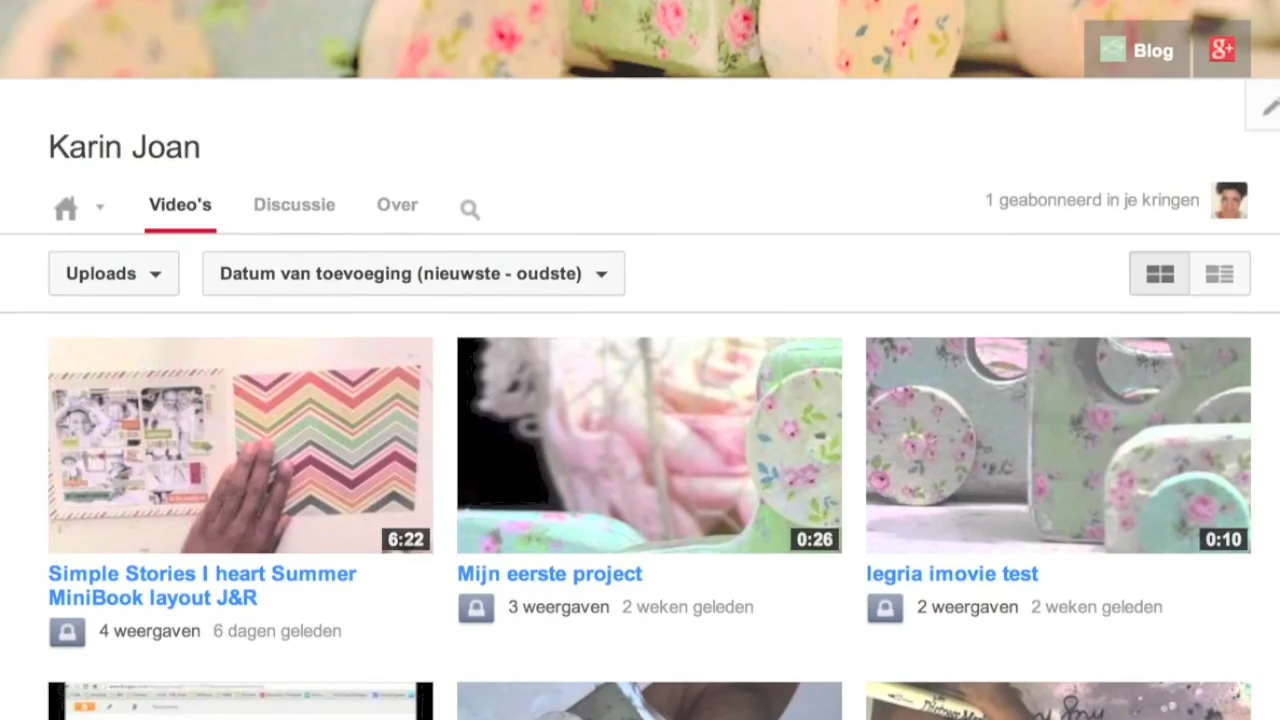 Blog
g+
Karin Joan
Video's Discussie Over
1 geabonneerd in je kringen
Uploads
Datum van toevoeging (nieuwste - oudste)
6:22
0:26
0:10
Simple Stories I heart Summer
MiniBook layout J&R
4 weergaven 6 dagen geleden
Mijn eerste project
3 weergaven 2 weken geleden
legria imovie test
2 weergaven 2 weken geleden